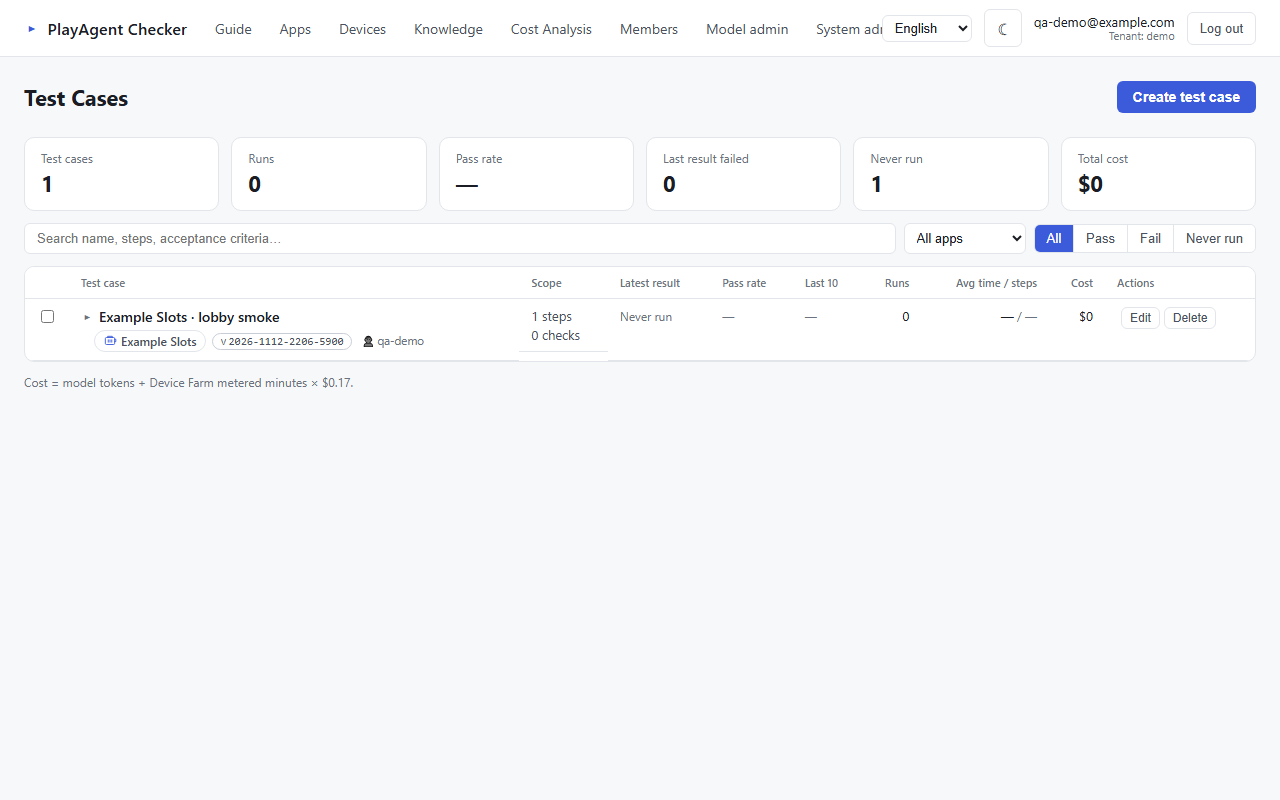 PlayAgent Checker Guide Apps Devices Knowledge Cost Analysis Members Model admin System adr English qa-demo@example.com Log out
Tenant: demo
Test Cases Create test case
Test cases Runs Pass rate Last result failed Never run Total cost
1 0 — 0 1 $0
Search name, steps, acceptance criteria… All apps All Pass Fail Never run
Test case Scope Latest result Pass rate Last 10 Runs Avg time / steps Cost Actions
Example Slots · lobby smoke 1 steps Never run — — 0 — / — $0 Edit Delete
0 checks
Example Slots v 2026-1112-2206-5900 qa-demo
Cost = model tokens + Device Farm metered minutes × $0.17.